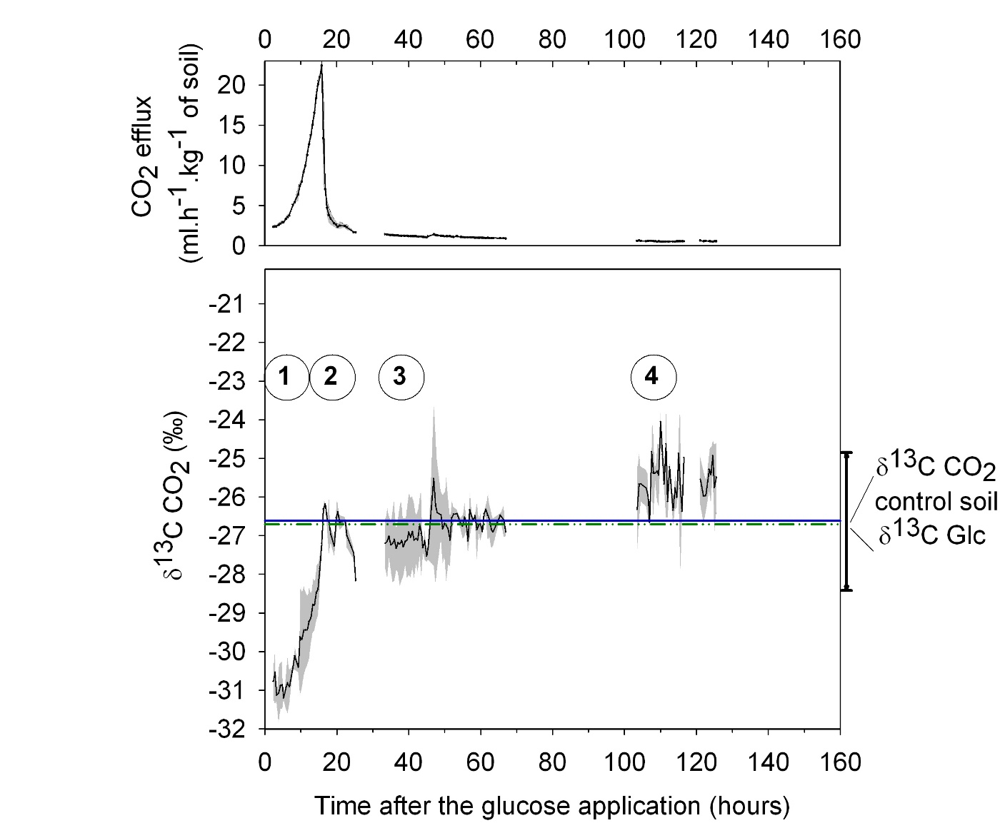 0 20 40 60 80 100 120 140 160
CO2 efflux
(ml.h⁻¹.kg⁻¹ of soil)
20
15
10
5
0
δ¹³C CO2 (‰)
-21
-22
-23
-24
-25
-26
-27
-28
-29
-30
-31
-32
1 2 3 4
δ¹³C CO2
control soil
δ¹³C Glc
0 20 40 60 80 100 120 140 160
Time after the glucose application (hours)